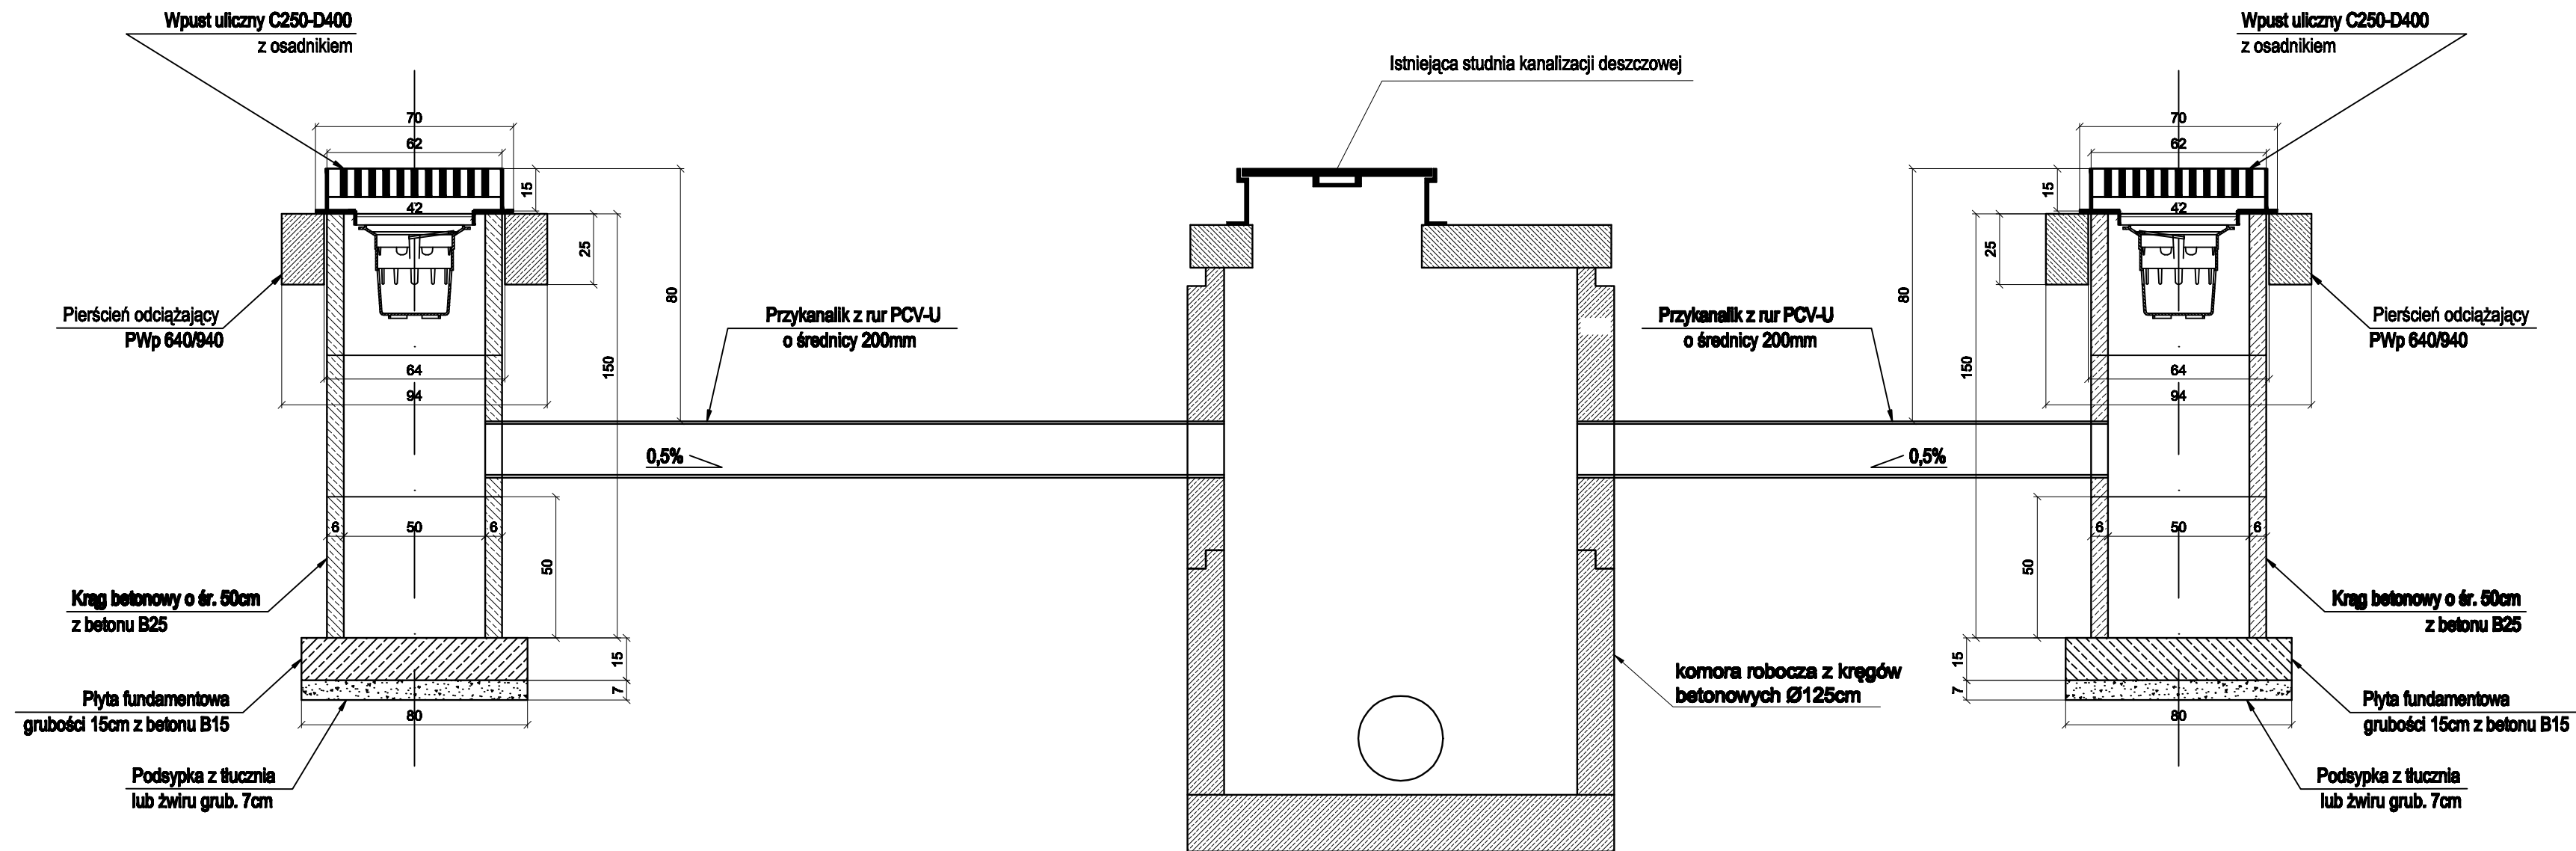 Wpust uliczny C250-D400
z osadnikiem
70
62
15
42
25
80
Pierścień odciążający
PWp 640/940
64
94
150
Przykanalik z rur PCV-U
o średnicy 200mm
0,5%
6
50
6
50
Krąg betonowy o śr. 50cm
z betonu B25
15
7
Płyta fundamentowa
grubości 15cm z betonu B15
80
Podsypka z tłucznia
lub żwiru grub. 7cm
Istniejąca studnia kanalizacji deszczowej
komora robocza z kręgów
betonowych Ø125cm
Wpust uliczny C250-D400
z osadnikiem
70
62
15
42
25
80
Pierścień odciążający
PWp 640/940
64
94
150
Przykanalik z rur PCV-U
o średnicy 200mm
0,5%
6
50
6
50
Krąg betonowy o śr. 50cm
z betonu B25
15
7
Płyta fundamentowa
grubości 15cm z betonu B15
80
Podsypka z tłucznia
lub żwiru grub. 7cm